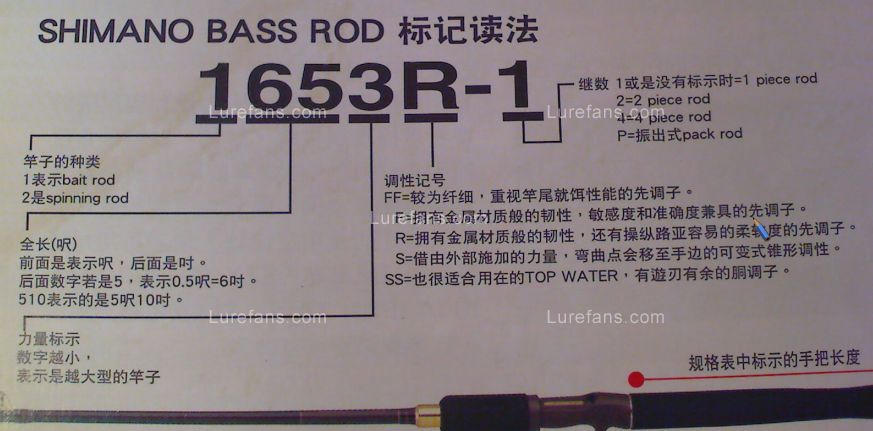 SHIMANO BASS ROD 标记读法
1653R-1
继数 1或是没有标示时=1 piece rod
2=2 piece rod
4=4 piece rod
P=振出式pack rod
竿子的种类
1表示bait rod
2是spinning rod
调性记号
FF=较为纤细，重视竿尾就饵性能的先调子。
F=拥有金属材质般的韧性，敏感度和准确度兼具的先调子。
R=拥有金属材质般的韧性，还有操纵路亚容易的柔软度的先调子。
S=借由外部施加的力量，弯曲点会移至手边的可变式锥形调性。
SS=也很适合用在的TOP WATER，有遊刃有余的胴调子。
全长(呎)
前面是表示呎，后面是吋。
后面数字若是5，表示0.5呎=6吋。
510表示的是5呎10吋。
力量标示
数字越小，
表示是越大型的竿子
规格表中标示的手把长度
Lurefans.com
Lurefans.com
Lurefans.com
Lurefans.com
Lurefans.com